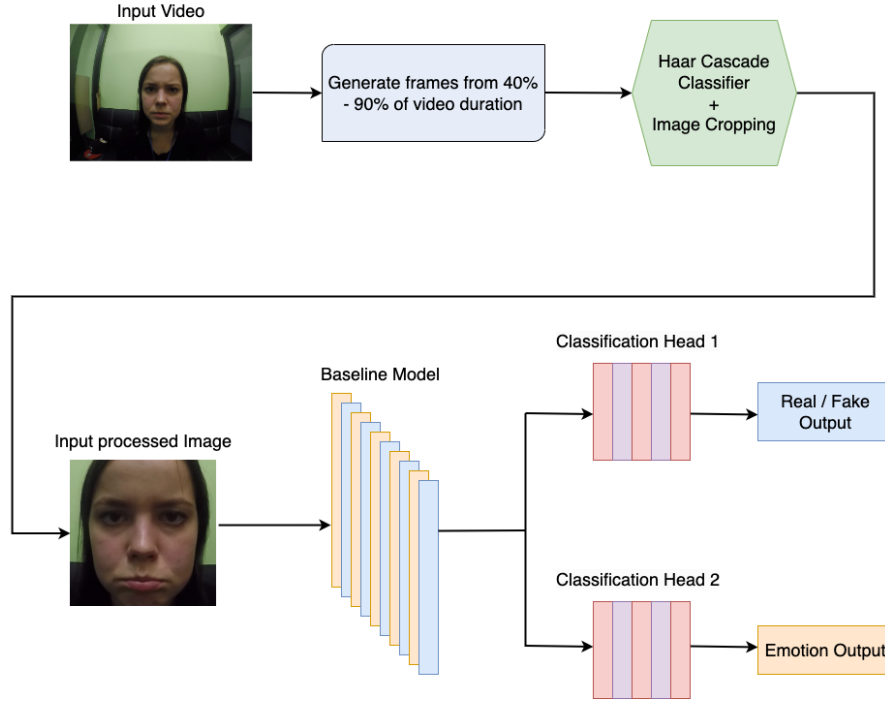 Input Video
Generate frames from 40%
- 90% of video duration
Haar Cascade
Classifier
+
Image Cropping
Classification Head 1
Baseline Model
Real / Fake
Output
Input processed Image
Classification Head 2
Emotion Output